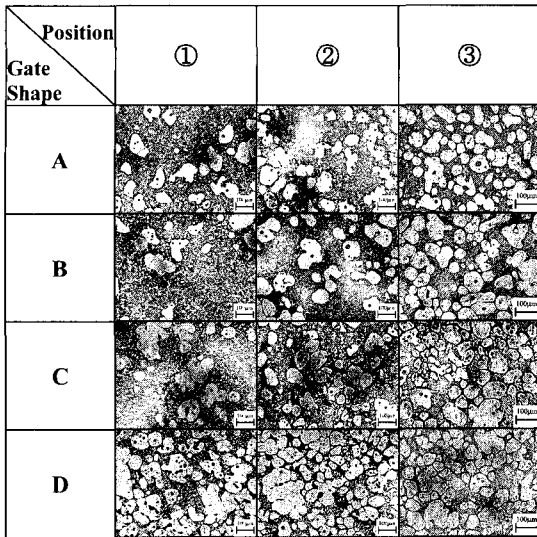 Position
Gate
Shape
① ② ③
A
100μm
B
100μm
C
100μm
D
100μm